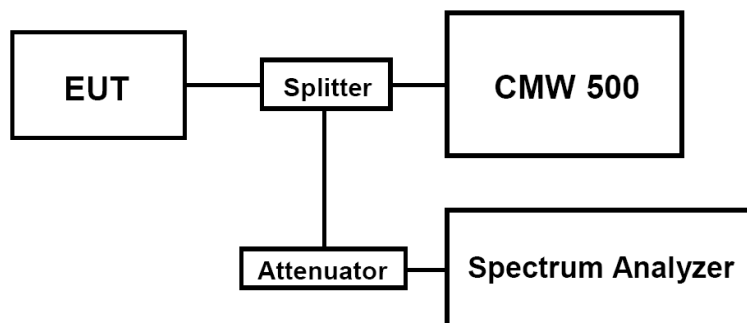 EUT
Splitter
CMW 500
Attenuator
Spectrum Analyzer